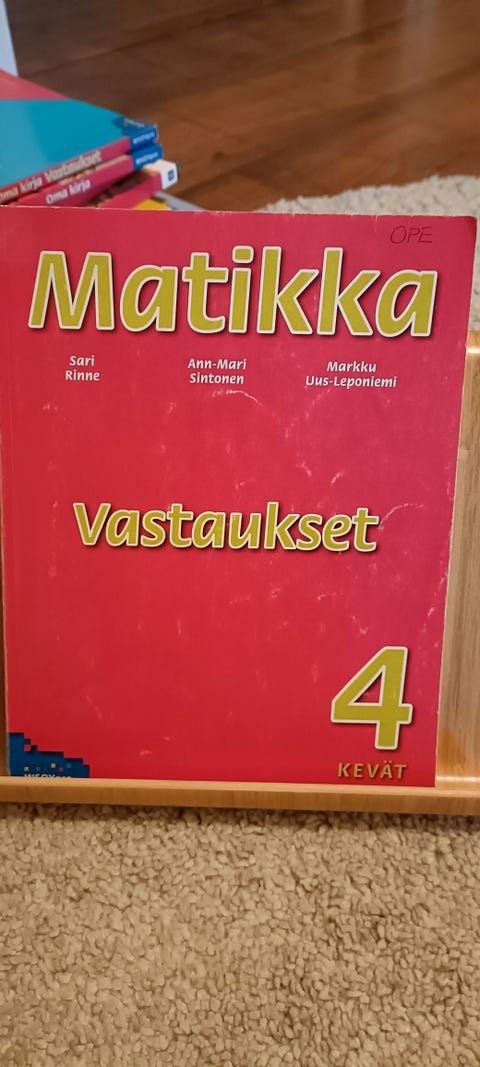 Oma kirja Vastaukset
Oma kirja
OPE
Matikka
Sari
Rinne
Ann-Mari
Sintonen
Markku
Uus-Leponiemi
Vastaukset
4
KEVÄT